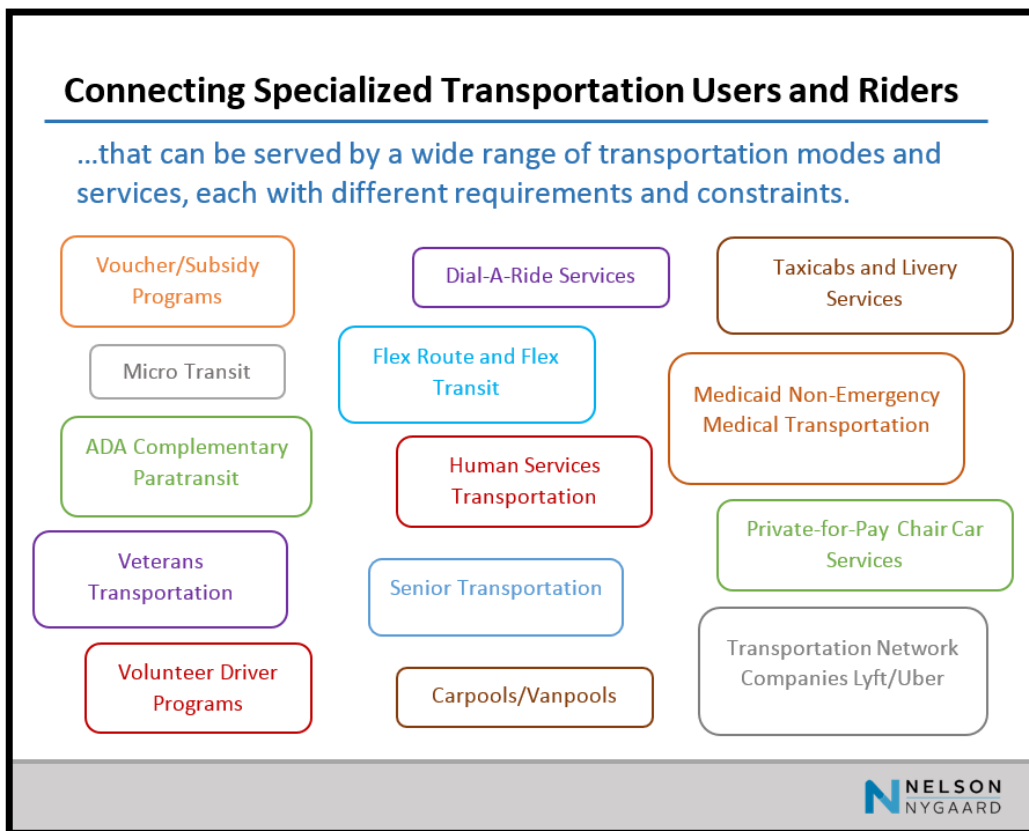 Connecting Specialized Transportation Users and Riders
...that can be served by a wide range of transportation modes and
services, each with different requirements and constraints.
Voucher/Subsidy
Programs
Micro Transit
ADA Complementary
Paratransit
Veterans
Transportation
Volunteer Driver
Programs
Dial-A-Ride Services
Flex Route and Flex
Transit
Human Services
Transportation
Senior Transportation
Carpools/Vanpools
Taxicabs and Livery
Services
Medicaid Non-Emergency
Medical Transportation
Private-for-Pay Chair Car
Services
Transportation Network
Companies Lyft/Uber
NELSON
NYGAARD